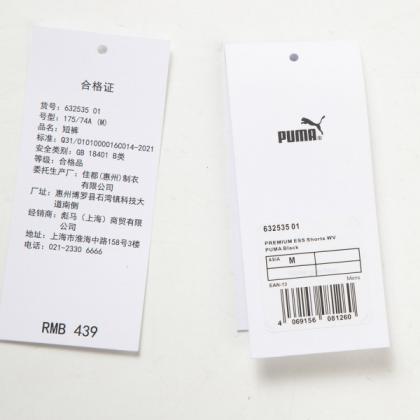 合格证
货号: 632535 01
号型: 175/74A (M)
品名: 短裤
标准: Q31/0101000016O014-2021
安全类别: GB 18401 B类
等级: 合格品
委托生产厂: 佳都(惠州)制衣
有限公司
厂址: 惠州博罗县石湾镇科技大
道南侧
经销商: 彪马（上海）商贸有限
公司
地址: 上海市淮海中路158号3楼
电话: 021-2330 6666
RMB 439
PUMA
632535 01
PREMIUM ESS Shorts WV
PUMA Black
ASIA M
EAN-13 Mens
4 069156 081260